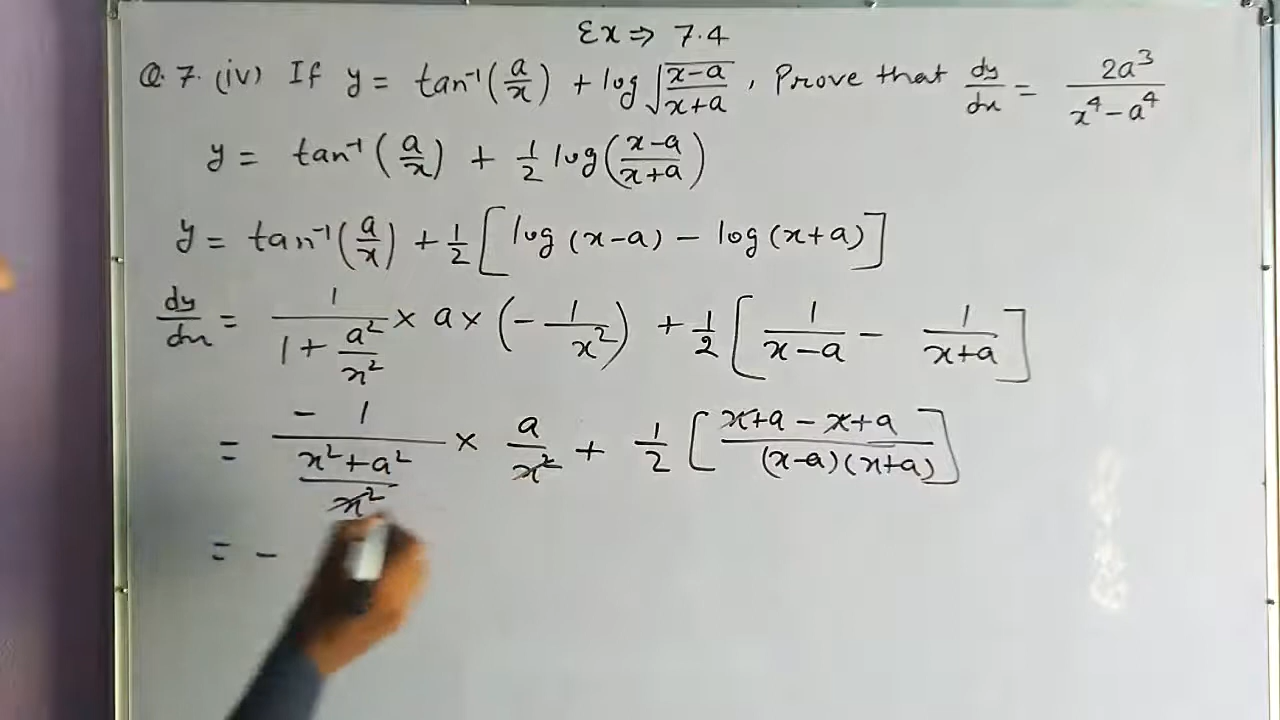 Ex ⇒ 7.4
Q. 7. (iv) If y = tan⁻¹(a/x) + log √((x-a)/(x+a)), Prove that dy/dx = 2a³/(x⁴-a⁴)
y = tan⁻¹(a/x) + 1/2 log((x-a)/(x+a))
y = tan⁻¹(a/x) + 1/2 [log (x-a) - log (x+a)]
dy/dx = 1/(1+a²/x²) × a × (-1/x²) + 1/2 [1/(x-a) - 1/(x+a)]
= -1/((x²+a²)/x²) × a/x² + 1/2 [(x+a-x+a)/((x-a)(x+a))]
= -